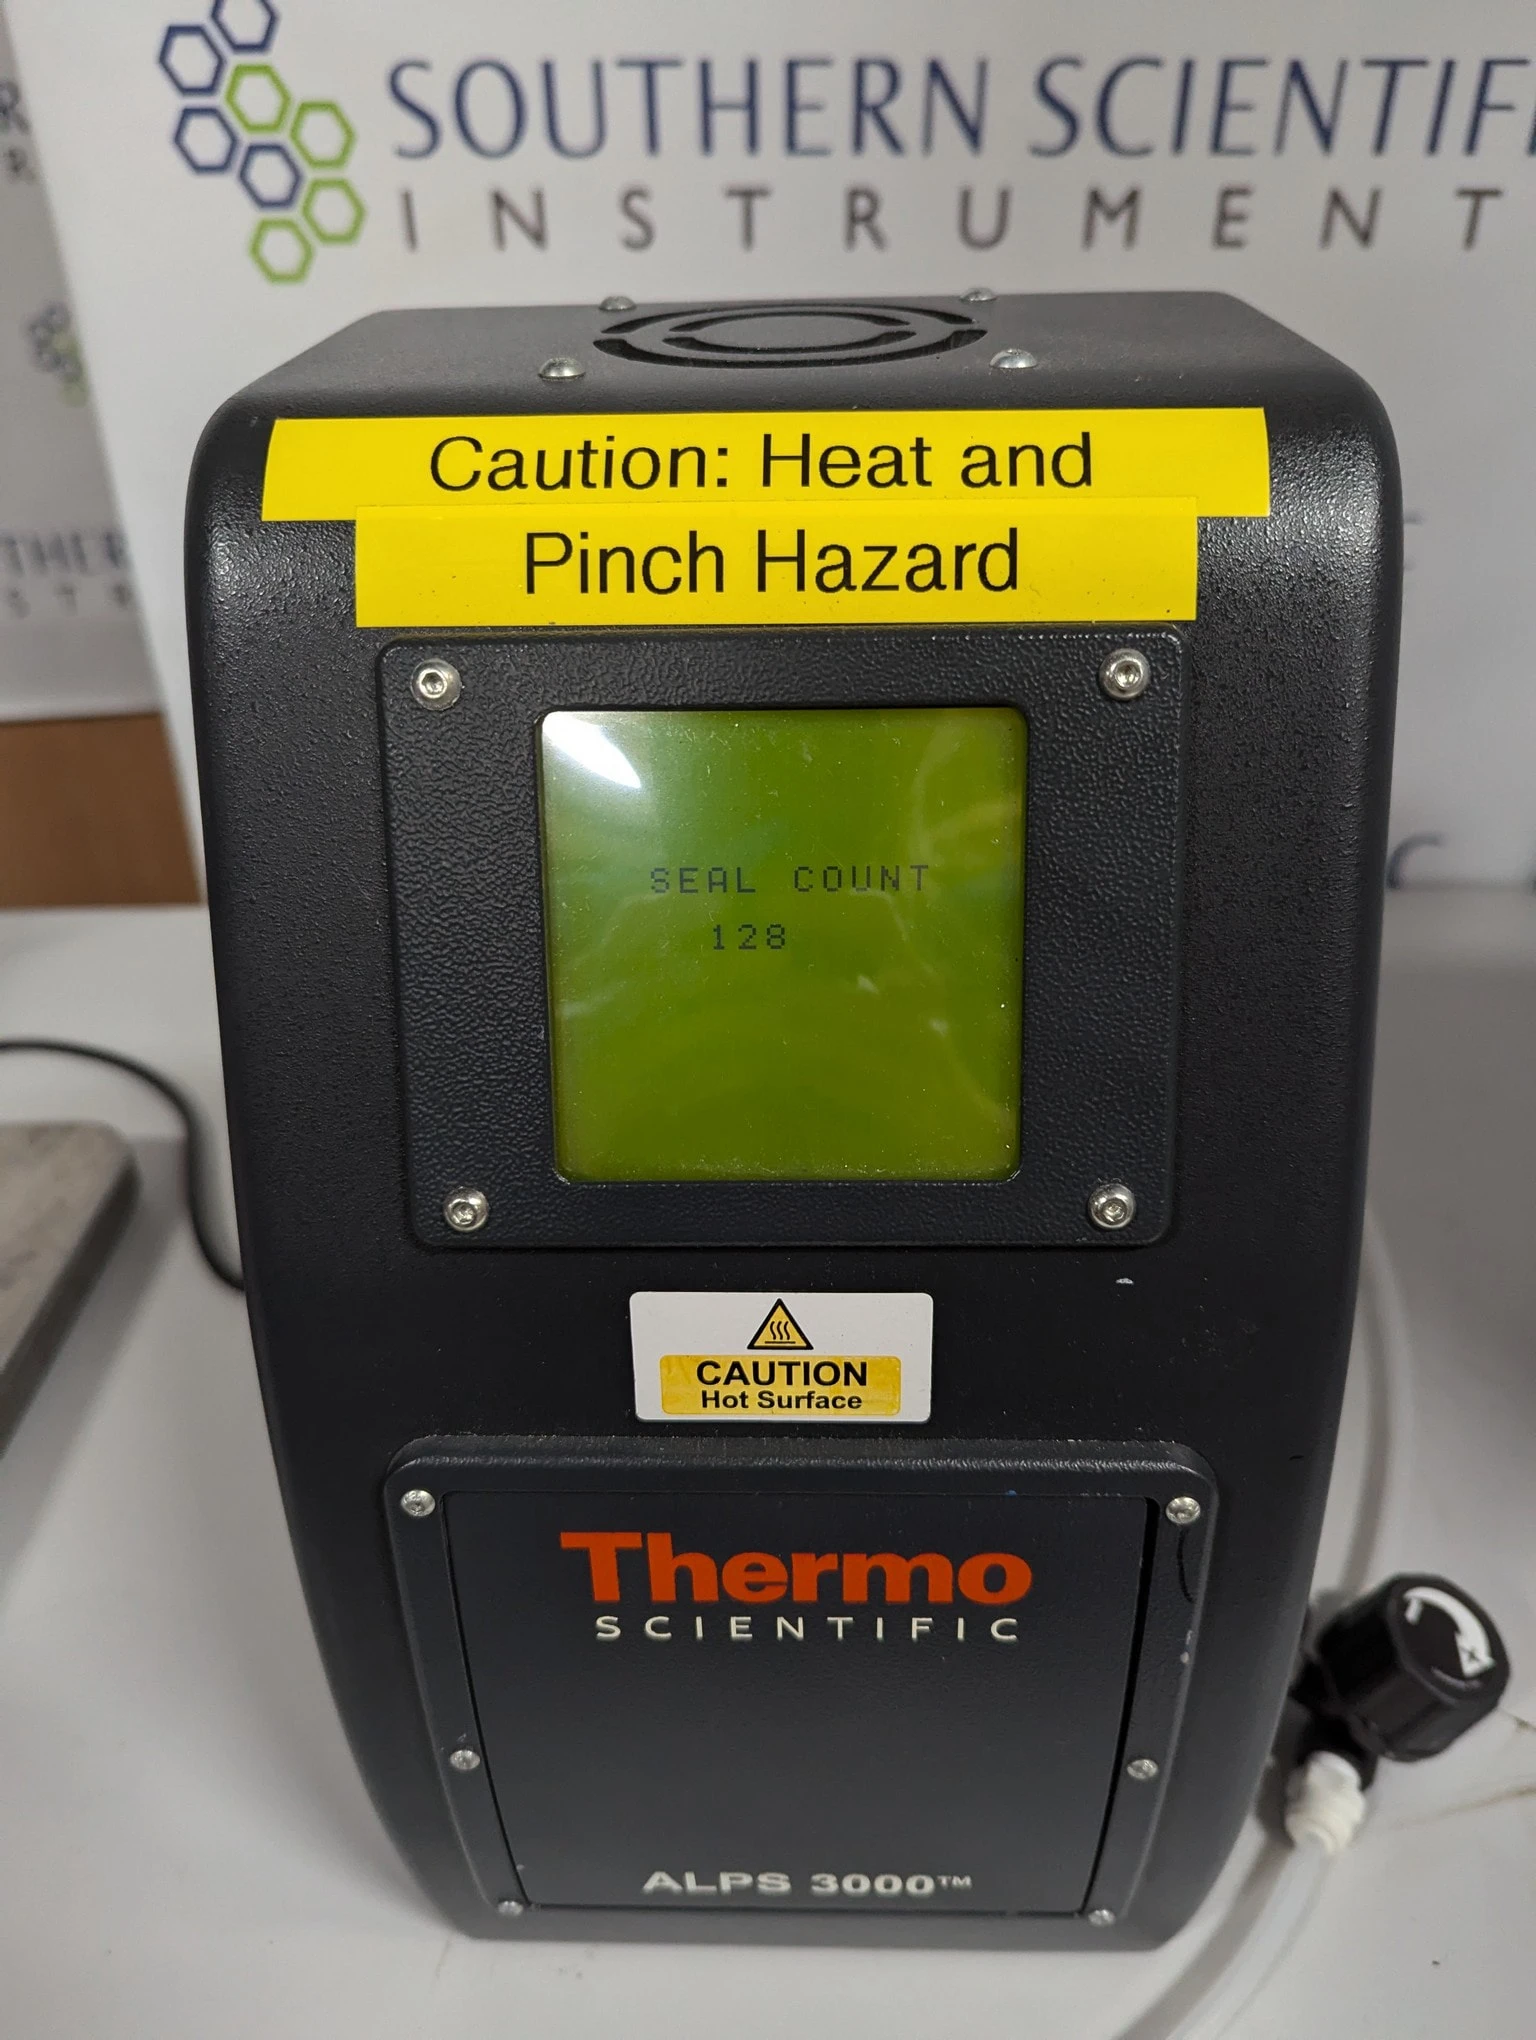 SOUTHERN SCIENTIF
INSTRUMENT
Caution: Heat and
Pinch Hazard
SEAL COUNT
128
CAUTION
Hot Surface
Thermo
SCIENTIFIC
ALPS 3000™